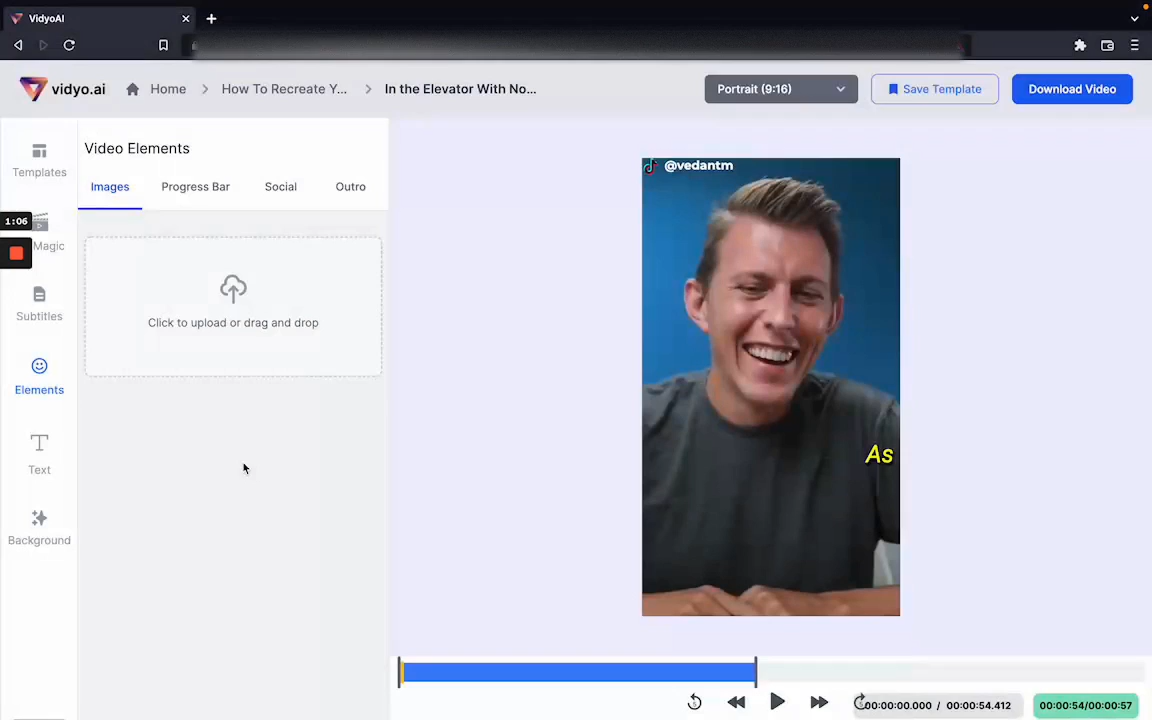 VidyoAI
vidyo.ai
Home
How To Recreate Y...
In the Elevator With No...
Portrait (9:16)
Save Template
Download Video
Templates
Video Elements
Images
Progress Bar
Social
Outro
@vedantm
1:06
Magic
Click to upload or drag and drop
Subtitles
Elements
As
Text
Background
5
00:00:00.000 / 00:00:54.412
00:00:54/00:00:57